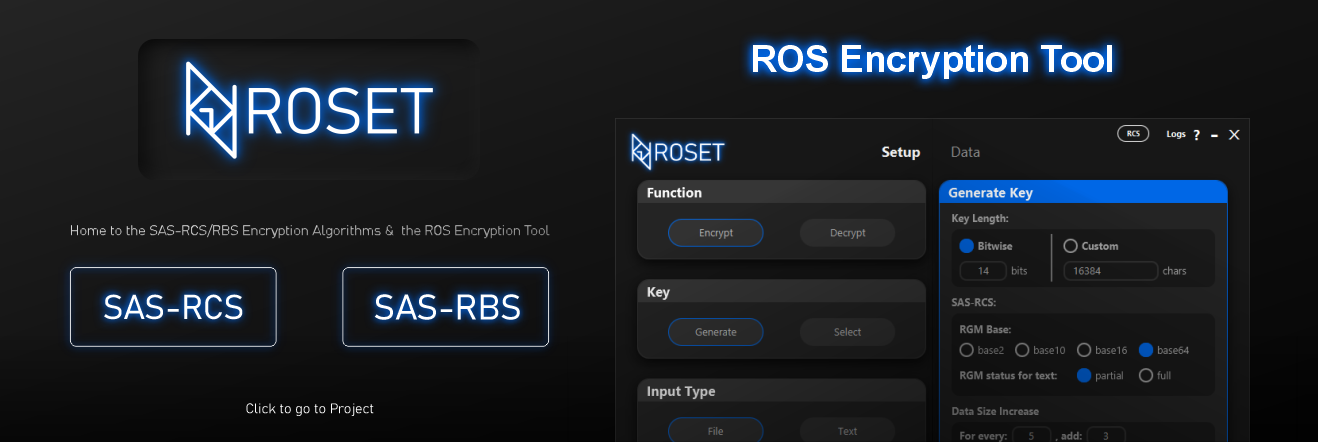 ROSET
Home to the SAS-RCS/RBS Encryption Algorithms & the ROS Encryption Tool
SAS-RCS
SAS-RBS
Click to go to Project
ROS Encryption Tool
RCS Logs ? – X
ROSET
Setup Data
Function
Encrypt Decrypt
Key
Generate Select
Input Type
File Text
Generate Key
Key Length:
Bitwise Custom
14 bits 16384 chars
SAS-RCS:
RGM Base:
base2 base10 base16 base64
RGM status for text: partial full
Data Size Increase
For every: 5 , add: 3